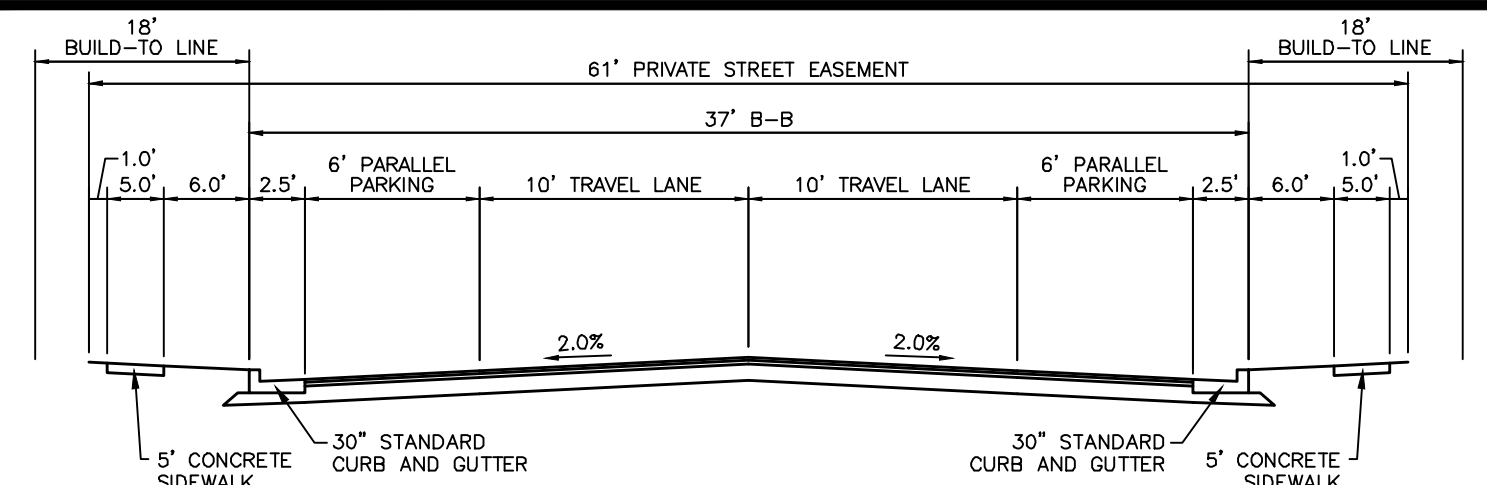 18'
BUILD-TO LINE
18'
BUILD-TO LINE
61' PRIVATE STREET EASEMENT
37' B-B
1.0'
5.0'
6.0'
2.5'
6' PARALLEL
PARKING
10' TRAVEL LANE
10' TRAVEL LANE
6' PARALLEL
PARKING
2.5'
6.0'
1.0'
5.0'
2.0%
2.0%
30" STANDARD
CURB AND GUTTER
5' CONCRETE
SIDEWALK
30" STANDARD
CURB AND GUTTER
5' CONCRETE
SIDEWALK